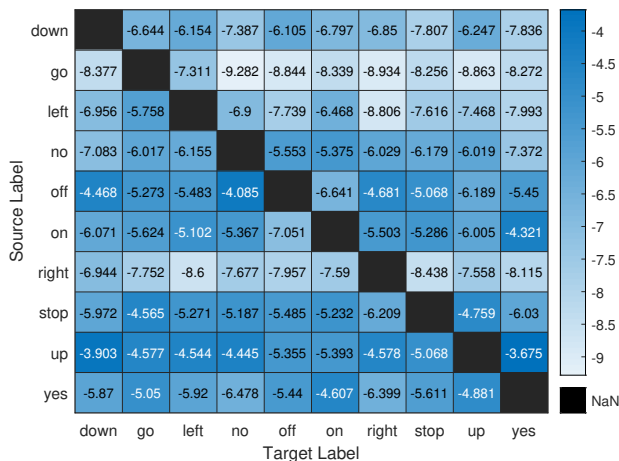 down -6.644 -6.154 -7.387 -6.105 -6.797 -6.85 -7.807 -6.247 -7.836
go -8.377 -7.311 -9.282 -8.844 -8.339 -8.934 -8.256 -8.863 -8.272
left -6.956 -5.758 -6.9 -7.739 -6.468 -8.806 -7.616 -7.468 -7.993
no -7.083 -6.017 -6.155 -5.553 -5.375 -6.029 -6.179 -6.019 -7.372
off -4.468 -5.273 -5.483 -4.085 -6.641 -4.681 -5.068 -6.189 -5.45
on -6.071 -5.624 -5.102 -5.367 -7.051 -5.503 -5.286 -6.005 -4.321
right -6.944 -7.752 -8.6 -7.677 -7.957 -7.59 -8.438 -7.558 -8.115
stop -5.972 -4.565 -5.271 -5.187 -5.485 -5.232 -6.209 -4.759 -6.03
up -3.903 -4.577 -4.544 -4.445 -5.355 -5.393 -4.578 -5.068 -3.675
yes -5.87 -5.05 -5.92 -6.478 -5.44 -4.607 -6.399 -5.611 -4.881
down go left no off on right stop up yes
Target Label
Source Label
-4
-4.5
-5
-5.5
-6
-6.5
-7
-7.5
-8
-8.5
-9
NaN